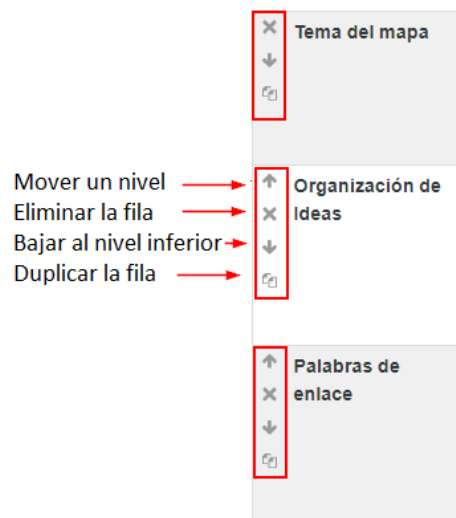 Tema del mapa
Mover un nivel
Eliminar la fila
Bajar al nivel inferior
Duplicar la fila
Organización de
Ideas
Palabras de
enlace